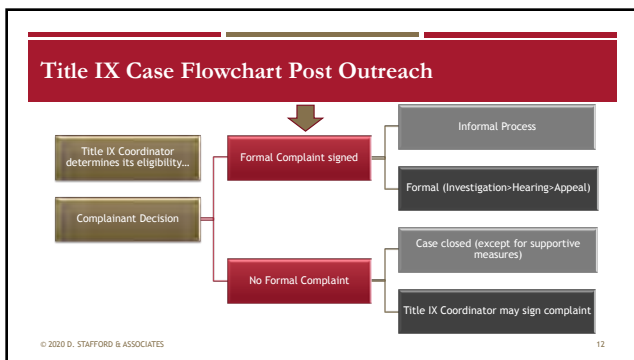 Title IX Case Flowchart Post Outreach
Title IX Coordinator
determines its eligibility…
Complainant Decision
Formal Complaint signed
No Formal Complaint
Informal Process
Formal (Investigation>Hearing>Appeal)
Case closed (except for supportive
measures)
Title IX Coordinator may sign complaint
© 2020 D. STAFFORD & ASSOCIATES
12